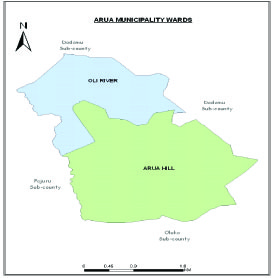 ARUA MUNICIPALITY WARDS
N
Dadamu
Sub-county
OLI RIVER
Dadamu
Sub-county
ARUA HILL
Pajulu
Sub-county
Oluko
Sub-county
0 0.45 0.9 1.8